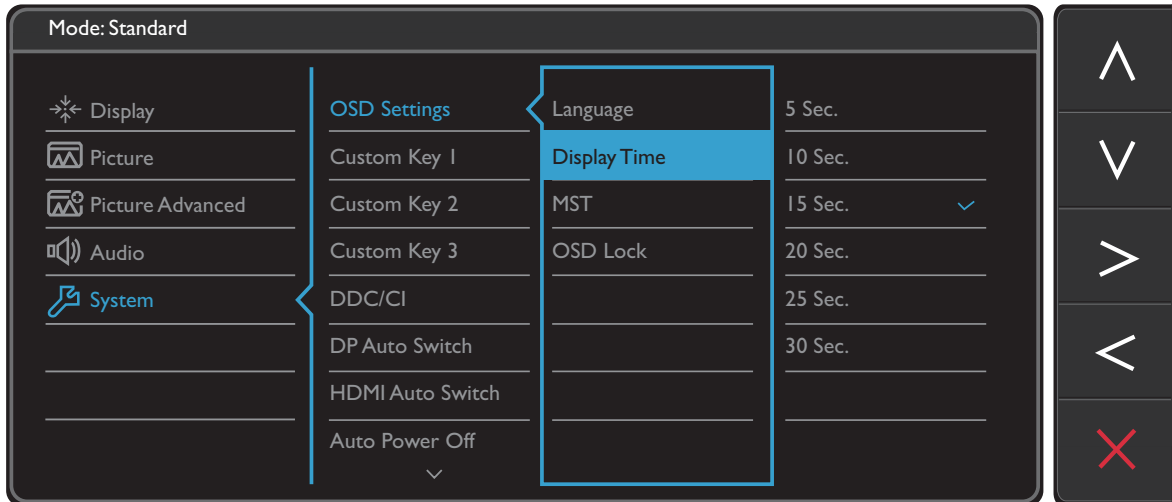 Mode: Standard
Display
Picture
Picture Advanced
Audio
System
OSD Settings
Custom Key 1
Custom Key 2
Custom Key 3
DDC/CI
DP Auto Switch
HDMI Auto Switch
Auto Power Off
Language
Display Time
MST
OSD Lock
5 Sec.
10 Sec.
15 Sec.
20 Sec.
25 Sec.
30 Sec.